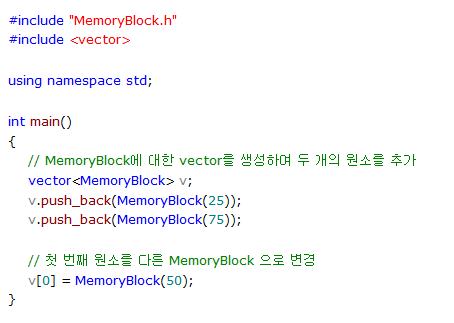 #include "MemoryBlock.h"
#include <vector>
using namespace std;
int main()
{
// MemoryBlock에 대한 vector를 생성하여 두 개의 원소를 추가
vector<MemoryBlock> v;
v.push_back(MemoryBlock(25));
v.push_back(MemoryBlock(75));
// 첫 번째 원소를 다른 MemoryBlock 으로 변경
v[0] = MemoryBlock(50);
}